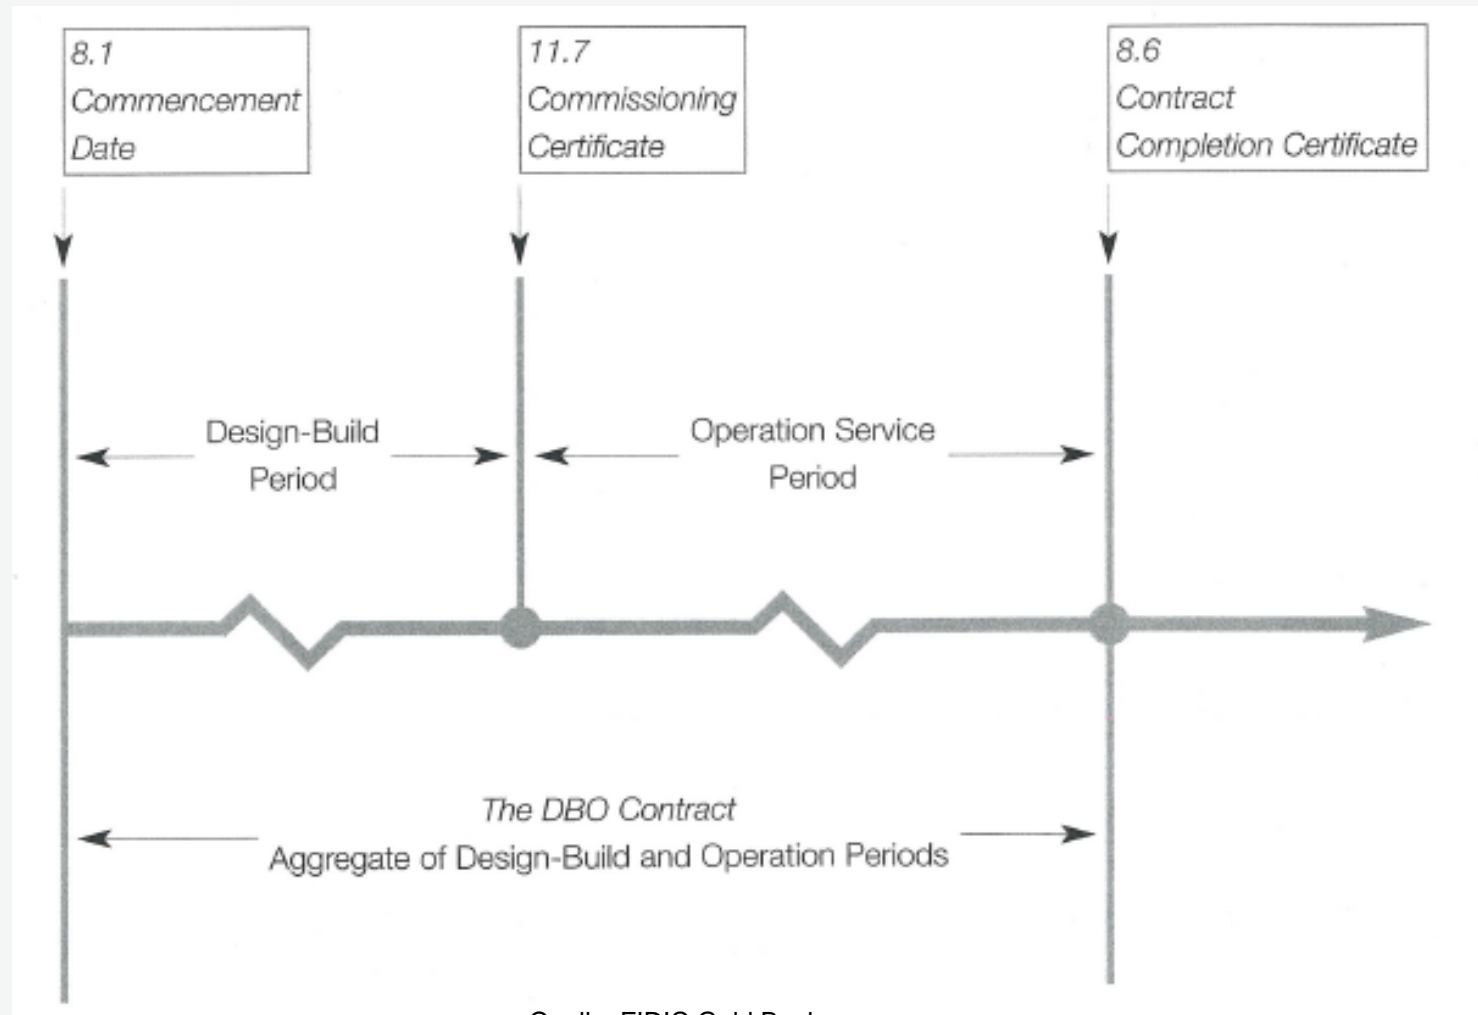 8.1
Commencement
Date
11.7
Commissioning
Certificate
8.6
Contract
Completion Certificate
Design-Build
Period
Operation Service
Period
The DBO Contract
Aggregate of Design-Build and Operation Periods